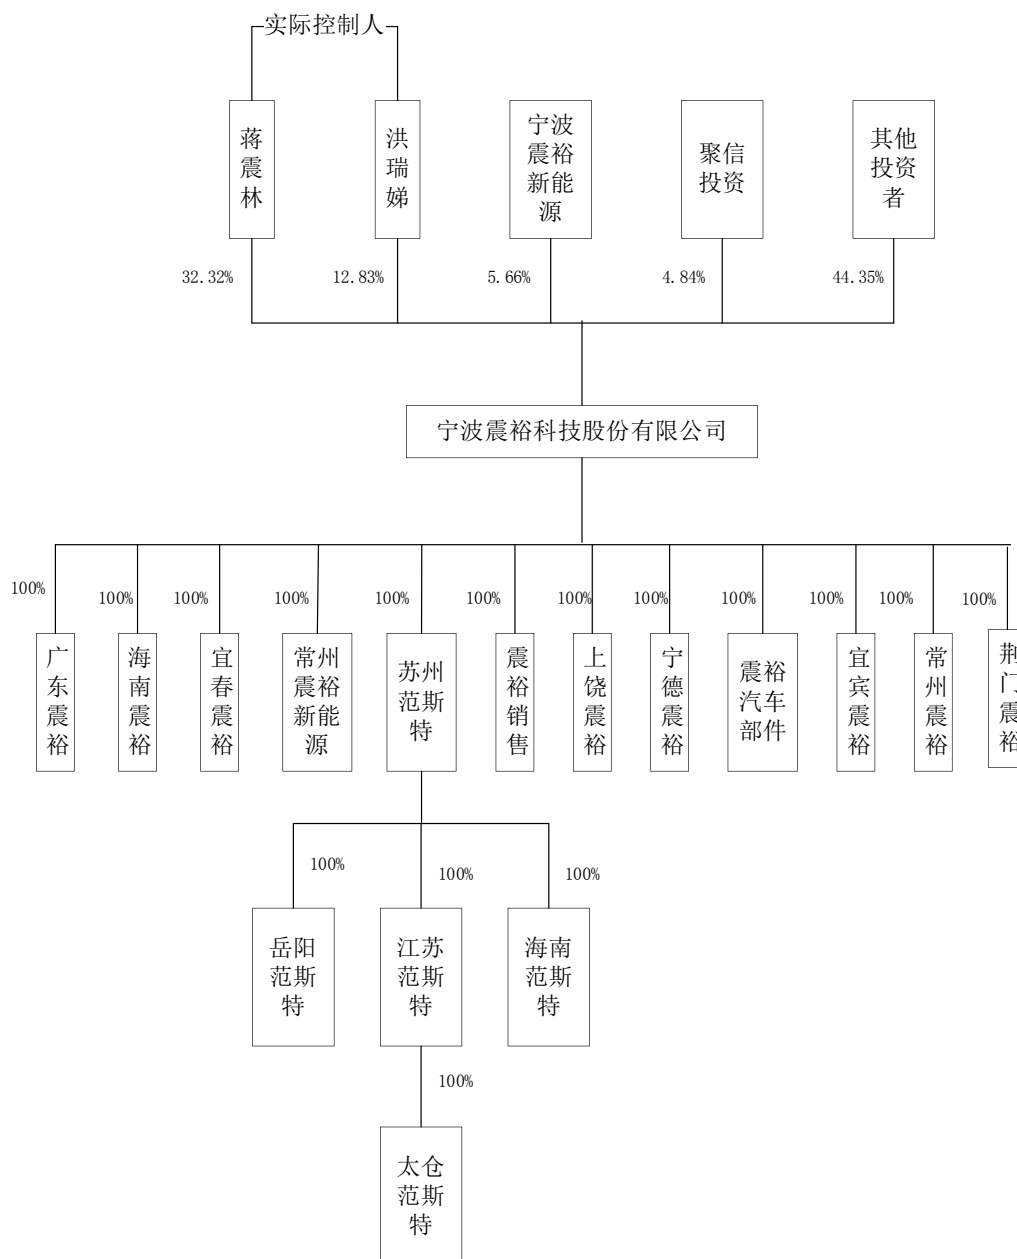 实际控制人
蒋
震
林
洪
瑞
娣
宁波
震裕
新能
源
聚信
投资
其他
投资
者
32.32%
12.83%
5.66%
4.84%
44.35%
宁波震裕科技股份有限公司
100%
100%
100%
100%
100%
100%
100%
100%
100%
100%
100%
100%
广
东
震
裕
海
南
震
裕
宜
春
震
裕
常州
震裕
新能
源
苏州
范斯
特
震
裕
销
售
上
饶
震
裕
宁
德
震
裕
震裕
汽车
部件
宜
宾
震
裕
常
州
震
裕
荆
门
震
裕
100%
100%
100%
岳阳
范斯
特
江苏
范斯
特
海南
范斯
特
100%
太仓
范斯
特